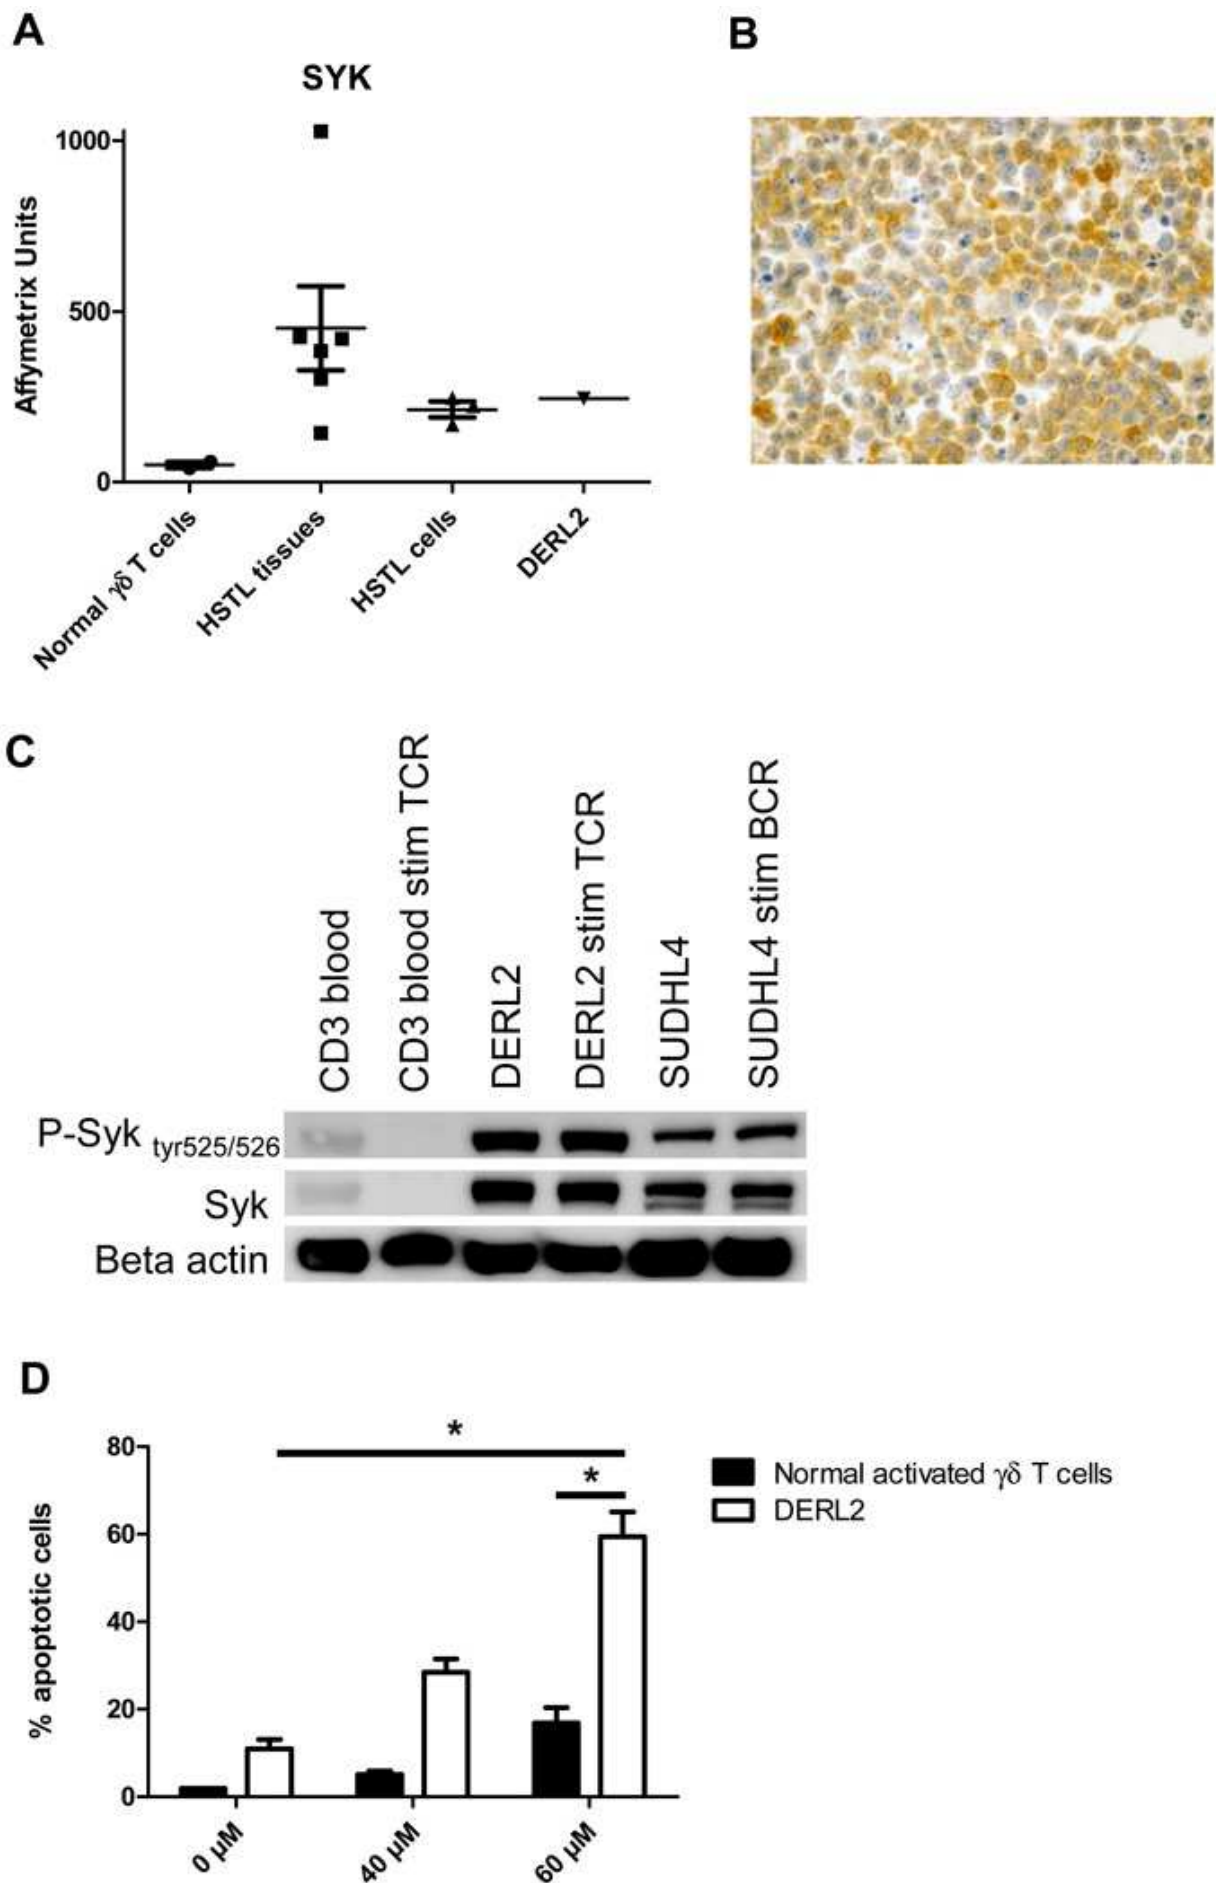 A
B
SYK
1000
500
0
Affymetrix Units
Normal γδ T cells
HSTL tissues
HSTL cells
DERL2
C
CD3 blood
CD3 blood stim TCR
DERL2
DERL2 stim TCR
SUDHL4
SUDHL4 stim BCR
P-Syk tyr525/526
Syk
Beta actin
D
*
*
80
60
40
20
0
% apoptotic cells
0 µM
40 µM
60 µM
Normal activated γδ T cells
DERL2